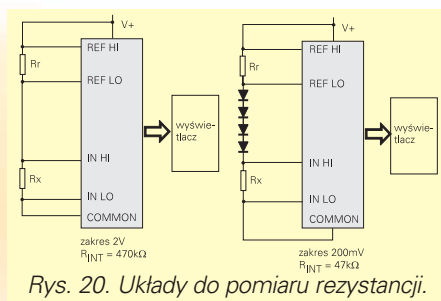 V+
REF HI
Rr
REF LO
wyświe-
tlacz
IN HI
Rx
IN LO
COMMON
zakres 2V
RINT = 470kΩ
V+
REF HI
Rr
REF LO
wyświe-
tlacz
IN HI
Rx
IN LO
COMMON
zakres 200mV
RINT = 47kΩ
Rys. 20. Układy do pomiaru rezystancji.